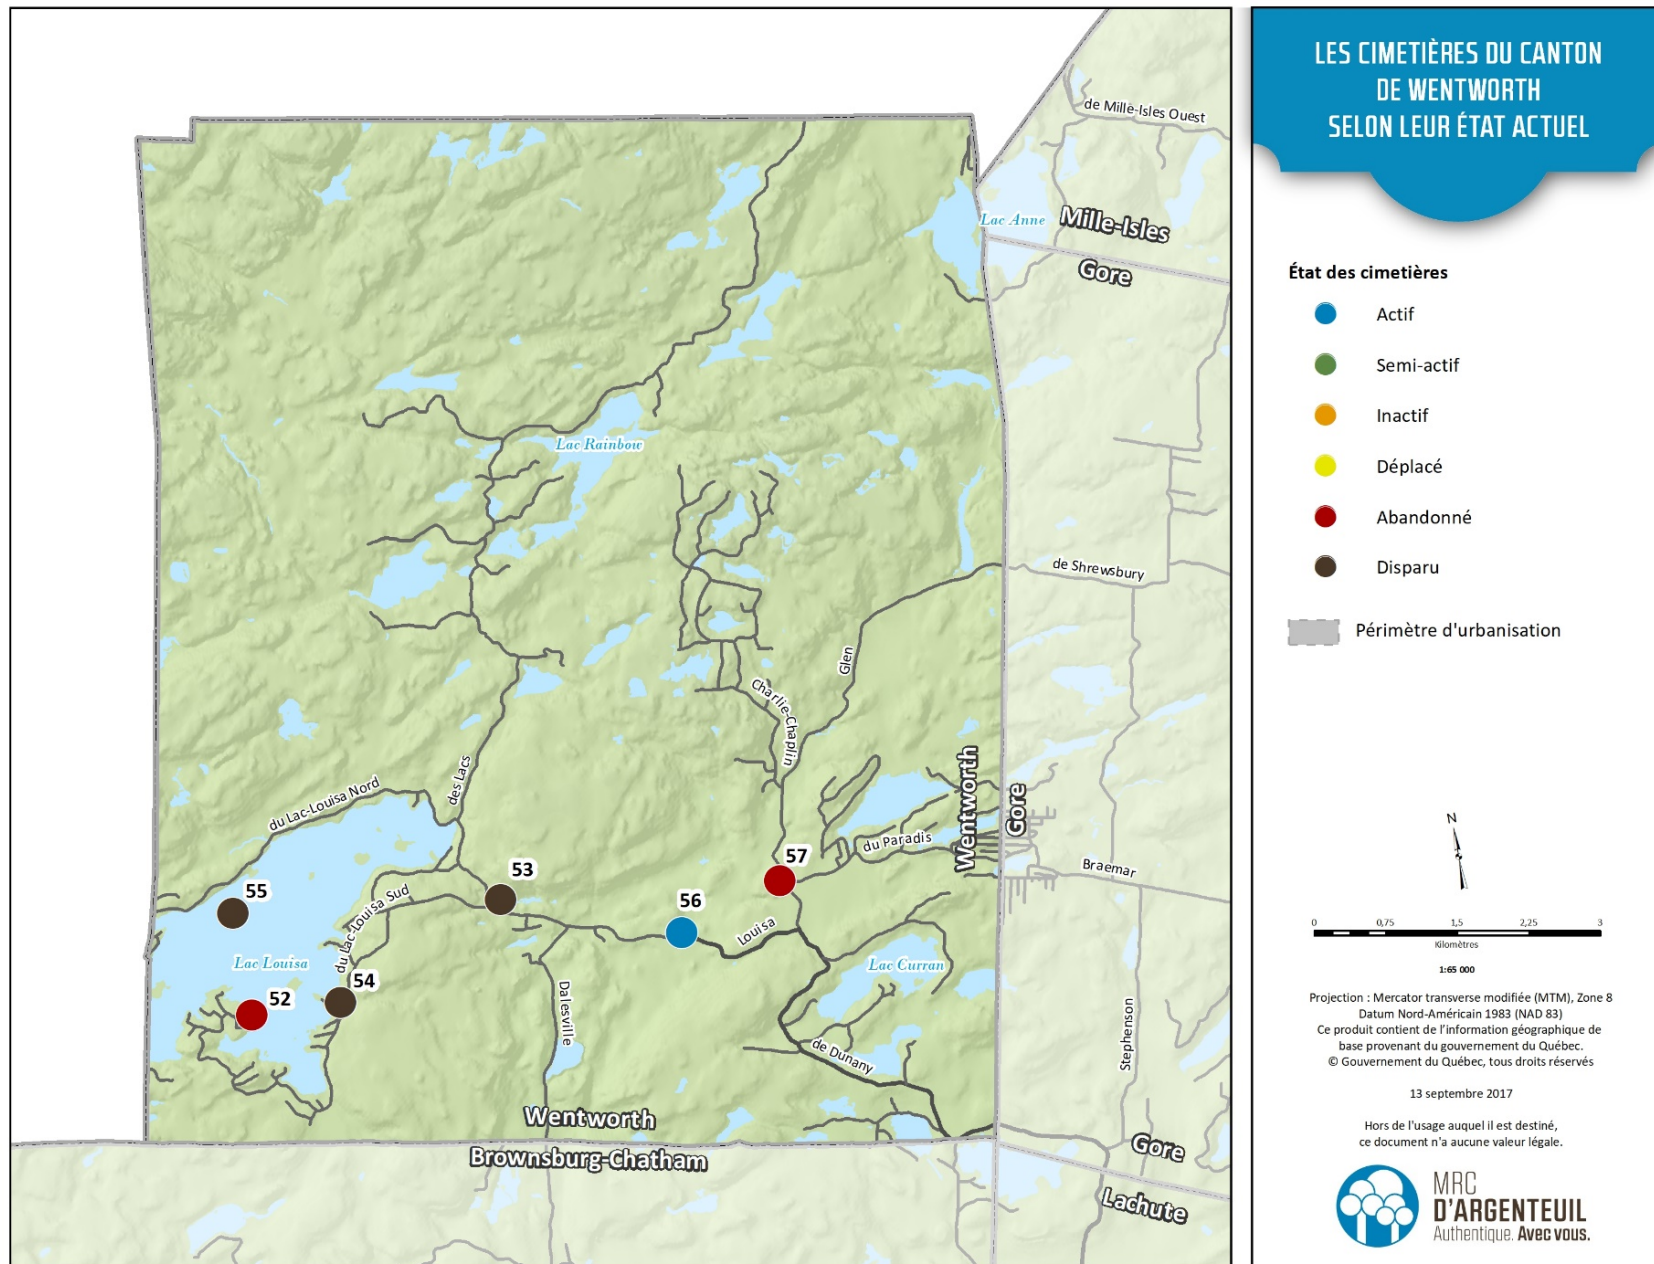 LES CIMETIÈRES DU CANTON
DE WENTWORTH
SELON LEUR ÉTAT ACTUEL
État des cimetières
Actif
Semi-actif
Inactif
Déplacé
Abandonné
Disparu
Périmètre d'urbanisation
N
0 0,75 1,5 2,25 3
Kilomètres
1:65 000
Projection : Mercator transverse modifiée (MTM), Zone 8
Datum Nord-Américain 1983 (NAD 83)
Ce produit contient de l'information géographique de
base provenant du gouvernement du Québec.
© Gouvernement du Québec, tous droits réservés
13 septembre 2017
Hors de l'usage auquel il est destiné,
ce document n'a aucune valeur légale.
MRC
D'ARGENTEUIL
Authentique. Avec vous.
de Mille-Isles Ouest
Lac Anne
Mille-Isles
Gore
Lac Rainbow
de Shrewsbury
Glen
Charlie-Chaplin
des Lacs
du Lac-Louisa Nord
Wentworth
Gore
du Paradis
Braemar
57
53
55
56
du Lac-Louisa Sud
Louisa
Lac Louisa
Lac Curran
54
52
Dalesville
Stephenson
de Dunany
Wentworth
Brownsburg-Chatham
Gore
Lachute